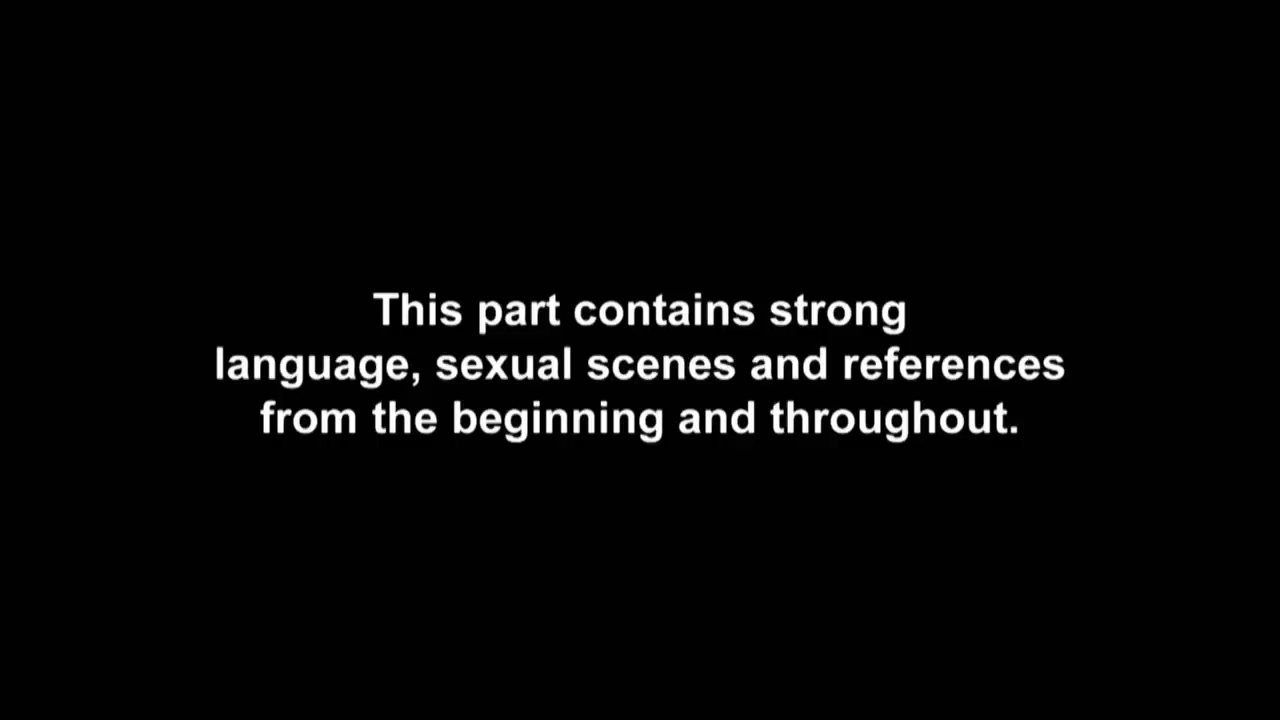 This part contains strong
language, sexual scenes and references
from the beginning and throughout.